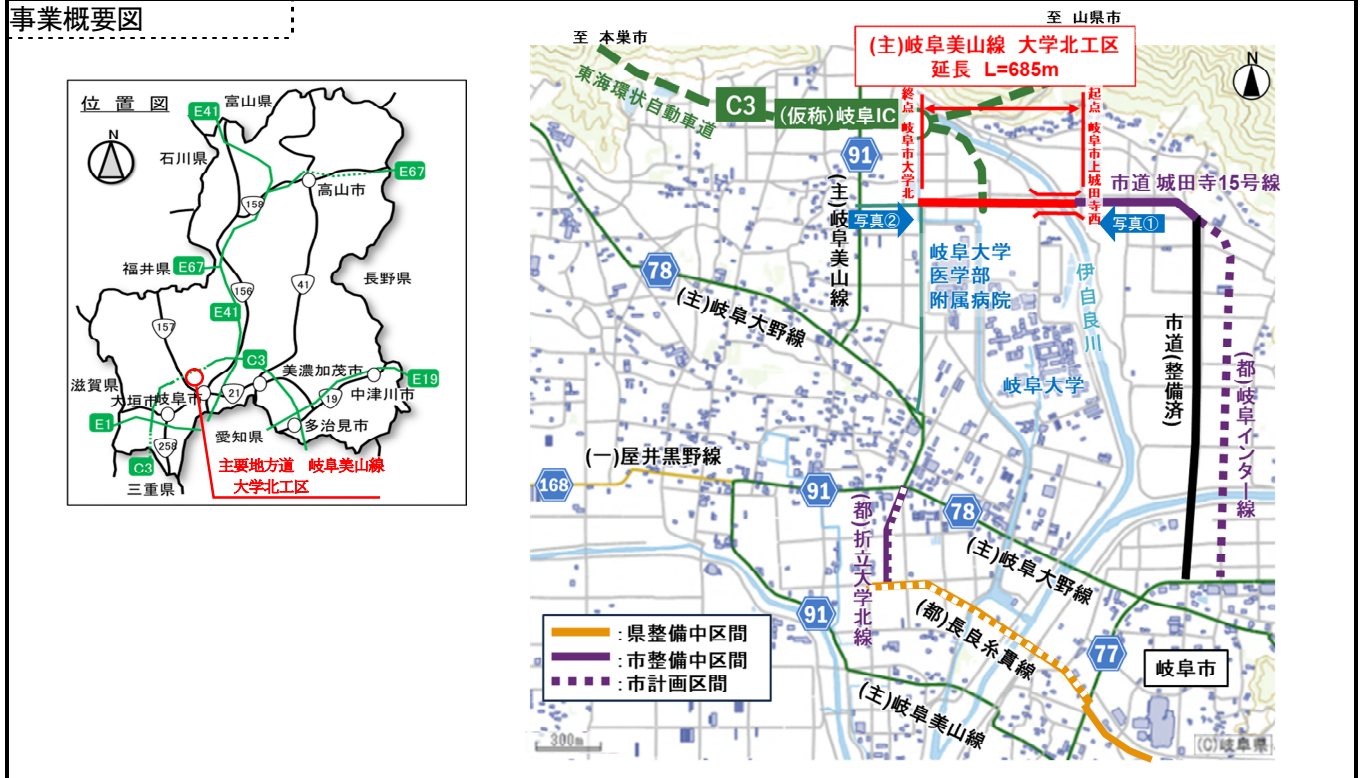 事業概要図
位置図
N
E41
富山県
石川県
E67
高山市
158
福井県
E67
長野県
156
41
E41
157
C3
美濃加茂市
滋賀県
大垣市
岐阜市
21
19
中津川市
E19
E1
愛知県
多治見市
258
C3
三重県
主要地方道 岐阜美山線
大学北工区
至 本巣市
至 山県市
(主)岐阜美山線 大学北工区
延長 L=685m
N
東海環状自動車道
C3
(仮称)岐阜IC
終点 岐阜市大学北
起点 岐阜市上城田寺西
91
(主)岐阜美山線
市道 城田寺15号線
写真②
写真①
岐阜大学
医学部
附属病院
伊自良川
78
(主)岐阜大野線
市道(整備済)
(都)岐阜インター線
岐阜大学
(一)屋井黒野線
168
91
(都)折立大学北線
78
(主)岐阜大野線
91
(都)長良糸貫線
77
岐阜市
(主)岐阜美山線
:県整備中区間
:市整備中区間
:市計画区間
300m
(C)岐阜県